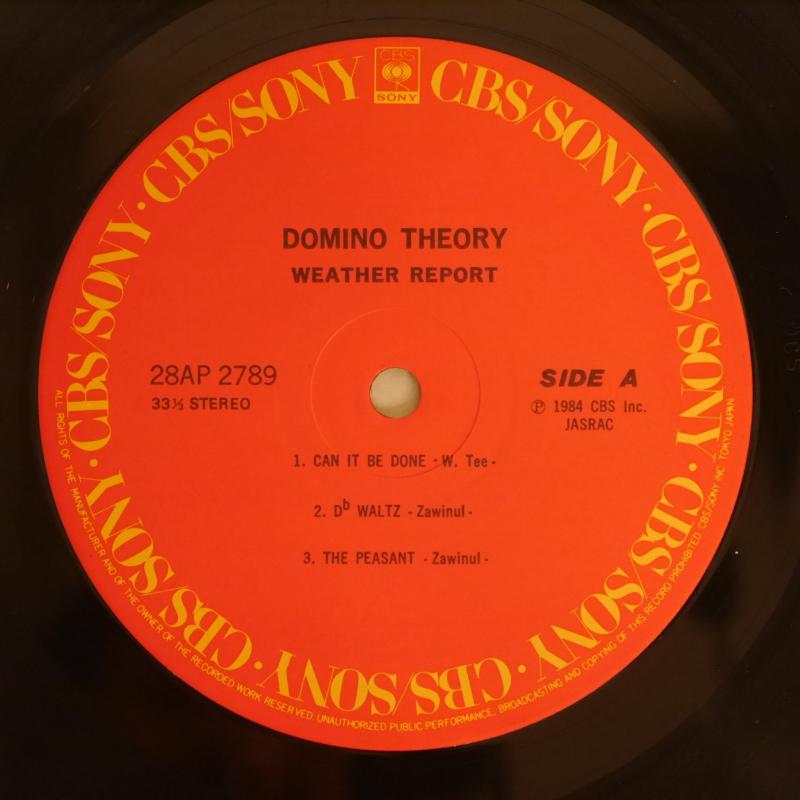 CBS
SONY
CBS/SONY · CBS/SONY · CBS/SONY · CBS/SONY · CBS/SONY · CBS/SONY · CBS/SONY · CBS/SONY
DOMINO THEORY
WEATHER REPORT
28AP 2789
SIDE A
33⅓ STEREO
Ⓟ 1984 CBS Inc.
JASRAC
1. CAN IT BE DONE - W. Tee -
2. D♭ WALTZ - Zawinul -
3. THE PEASANT - Zawinul -
ALL RIGHTS OF THE MANUFACTURER AND OF THE OWNER OF THE RECORDED WORK RESERVED. UNAUTHORIZED PUBLIC PERFORMANCE, BROADCASTING AND COPYING OF THIS RECORD PROHIBITED. CBS/SONY INC. TOKYO JAPAN